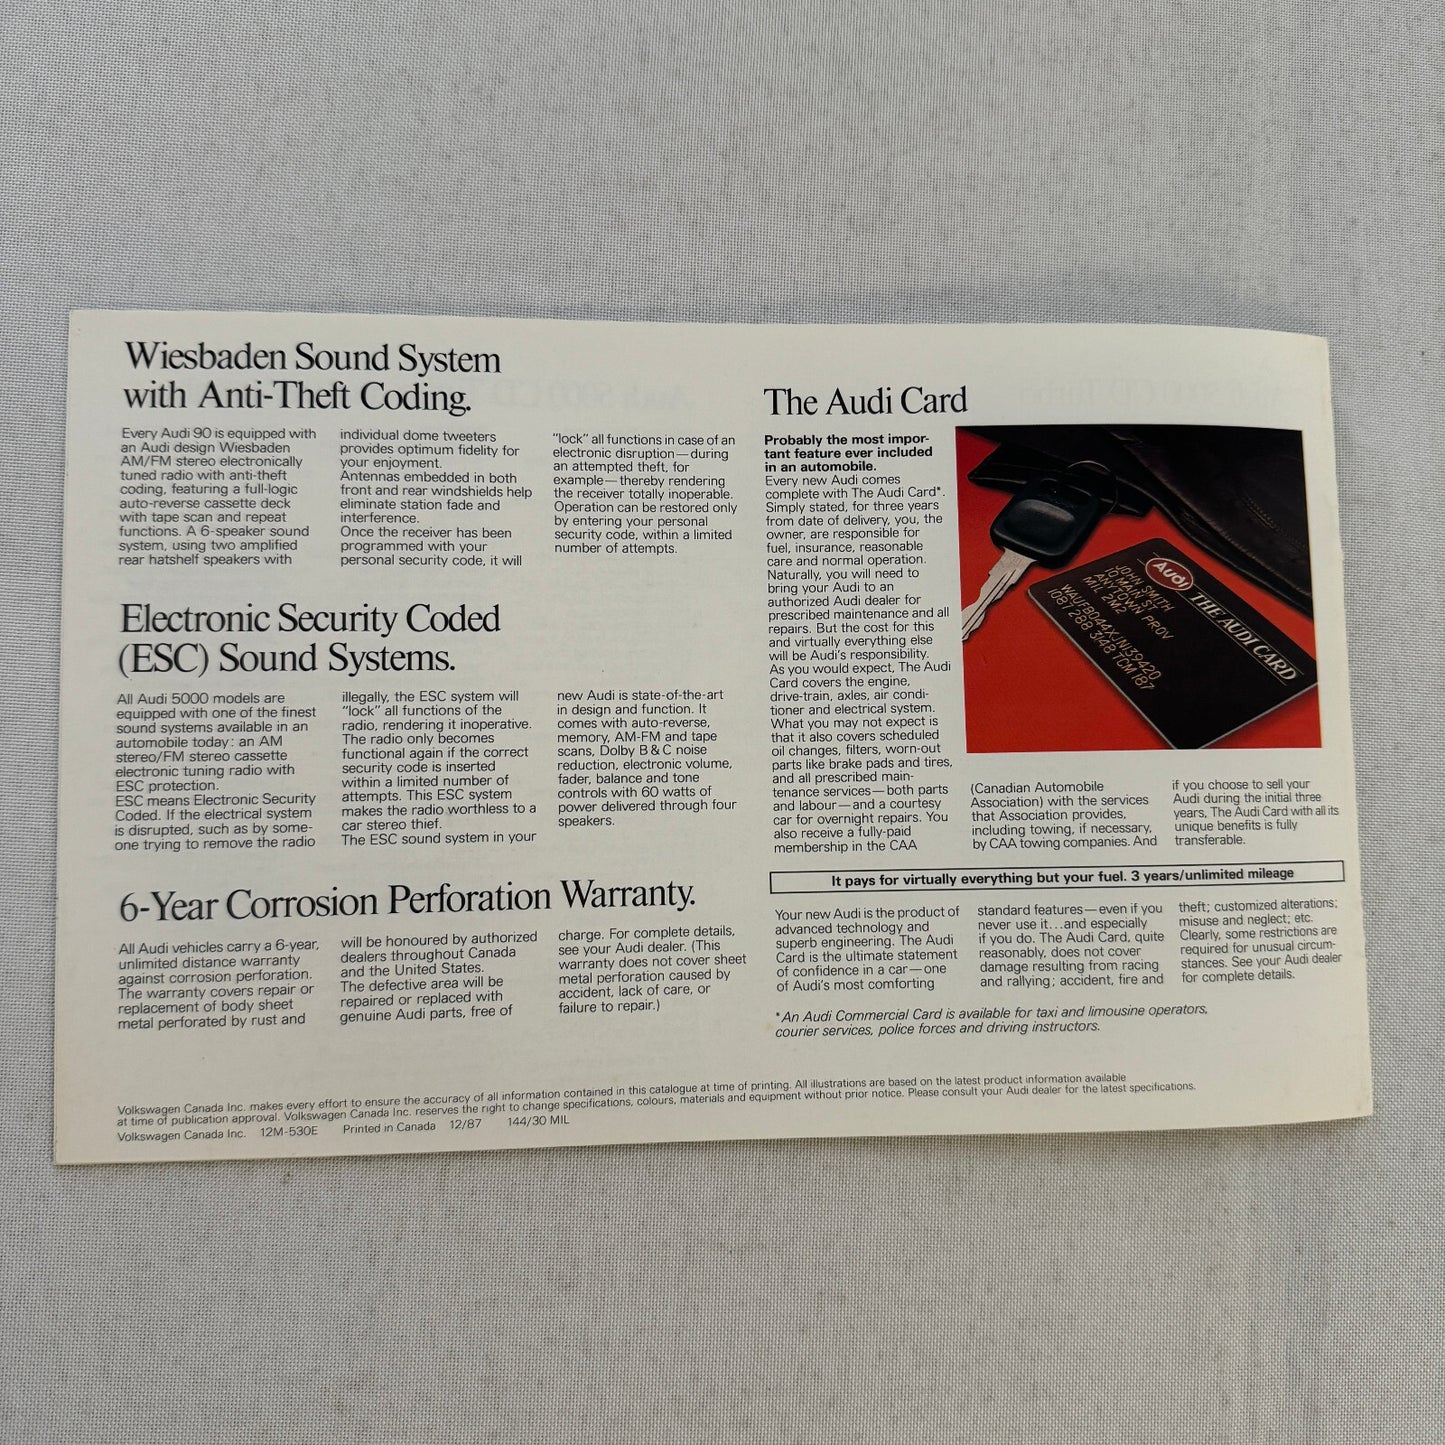 Wiesbaden Sound System
with Anti-Theft Coding.
Every Audi 90 is equipped with
an Audi design Wiesbaden
AM/FM stereo electronically
tuned radio with anti-theft
coding, featuring a full-logic
auto-reverse cassette deck
with tape scan and repeat
functions. A 6-speaker sound
system, using two amplified
rear hatshelf speakers with
individual dome tweeters
provides optimum fidelity for
your enjoyment.
Antennas embedded in both
front and rear windshields help
eliminate station fade and
interference.
Once the receiver has been
programmed with your
personal security code, it will
"lock" all functions in case of an
electronic disruption—during
an attempted theft, for
example—thereby rendering
the receiver totally inoperable.
Operation can be restored only
by entering your personal
security code, within a limited
number of attempts.
Electronic Security Coded
(ESC) Sound Systems.
All Audi 5000 models are
equipped with one of the finest
sound systems available in an
automobile today: an AM
stereo/FM stereo cassette
electronic tuning radio with
ESC protection.
ESC means Electronic Security
Coded. If the electrical system
is disrupted, such as by some-
one trying to remove the radio
illegally, the ESC system will
"lock" all functions of the
radio, rendering it inoperative.
The radio only becomes
functional again if the correct
security code is inserted
within a limited number of
attempts. This ESC system
makes the radio worthless to a
car stereo thief.
The ESC sound system in your
new Audi is state-of-the-art
in design and function. It
comes with auto-reverse,
memory, AM-FM and tape
scans, Dolby B & C noise
reduction, electronic volume,
fader, balance and tone
controls with 60 watts of
power delivered through four
speakers.
6-Year Corrosion Perforation Warranty.
All Audi vehicles carry a 6-year,
unlimited distance warranty
against corrosion perforation.
The warranty covers repair or
replacement of body sheet
metal perforated by rust and
will be honoured by authorized
dealers throughout Canada
and the United States.
The defective area will be
repaired or replaced with
genuine Audi parts, free of
charge. For complete details,
see your Audi dealer. (This
warranty does not cover sheet
metal perforation caused by
accident, lack of care, or
failure to repair.)
The Audi Card
Probably the most impor-
tant feature ever included
in an automobile.
Every new Audi comes
complete with The Audi Card*.
Simply stated, for three years
from date of delivery, you, the
owner, are responsible for
fuel, insurance, reasonable
care and normal operation.
Naturally, you will need to
bring your Audi to an
authorized Audi dealer for
prescribed maintenance and all
repairs. But the cost for this
and virtually everything else
will be Audi's responsibility.
As you would expect, The Audi
Card covers the engine,
drive-train, axles, air condi-
tioner and electrical system.
What you may not expect is
that it also covers scheduled
oil changes, filters, worn-out
parts like brake pads and tires,
and all prescribed main-
tenance services—both parts
and labour—and a courtesy
car for overnight repairs. You
also receive a fully-paid
membership in the CAA
AUDI
THE AUDI CARD
JOHN SMITH
10 MAIN ST
ANYTOWN PROV
MIL 2M2
WAUFB044XJN139420
1081 288 348 TCM187
(Canadian Automobile
Association) with the services
that Association provides,
including towing, if necessary,
by CAA towing companies. And
if you choose to sell your
Audi during the initial three
years, The Audi Card with all its
unique benefits is fully
transferable.
It pays for virtually everything but your fuel. 3 years/unlimited mileage
Your new Audi is the product of
advanced technology and
superb engineering. The Audi
Card is the ultimate statement
of confidence in a car—one
of Audi's most comforting
standard features—even if you
never use it...and especially
if you do. The Audi Card, quite
reasonably, does not cover
damage resulting from racing
and rallying; accident, fire and
theft; customized alterations;
misuse and neglect; etc.
Clearly, some restrictions are
required for unusual circum-
stances. See your Audi dealer
for complete details.
*An Audi Commercial Card is available for taxi and limousine operators,
courier services, police forces and driving instructors.
Volkswagen Canada Inc. makes every effort to ensure the accuracy of all information contained in this catalogue at time of printing. All illustrations are based on the latest product information available
at time of publication approval. Volkswagen Canada Inc. reserves the right to change specifications, colours, materials and equipment without prior notice. Please consult your Audi dealer for the latest specifications.
Volkswagen Canada Inc. 12M-530E Printed in Canada 12/87 144/30 MIL